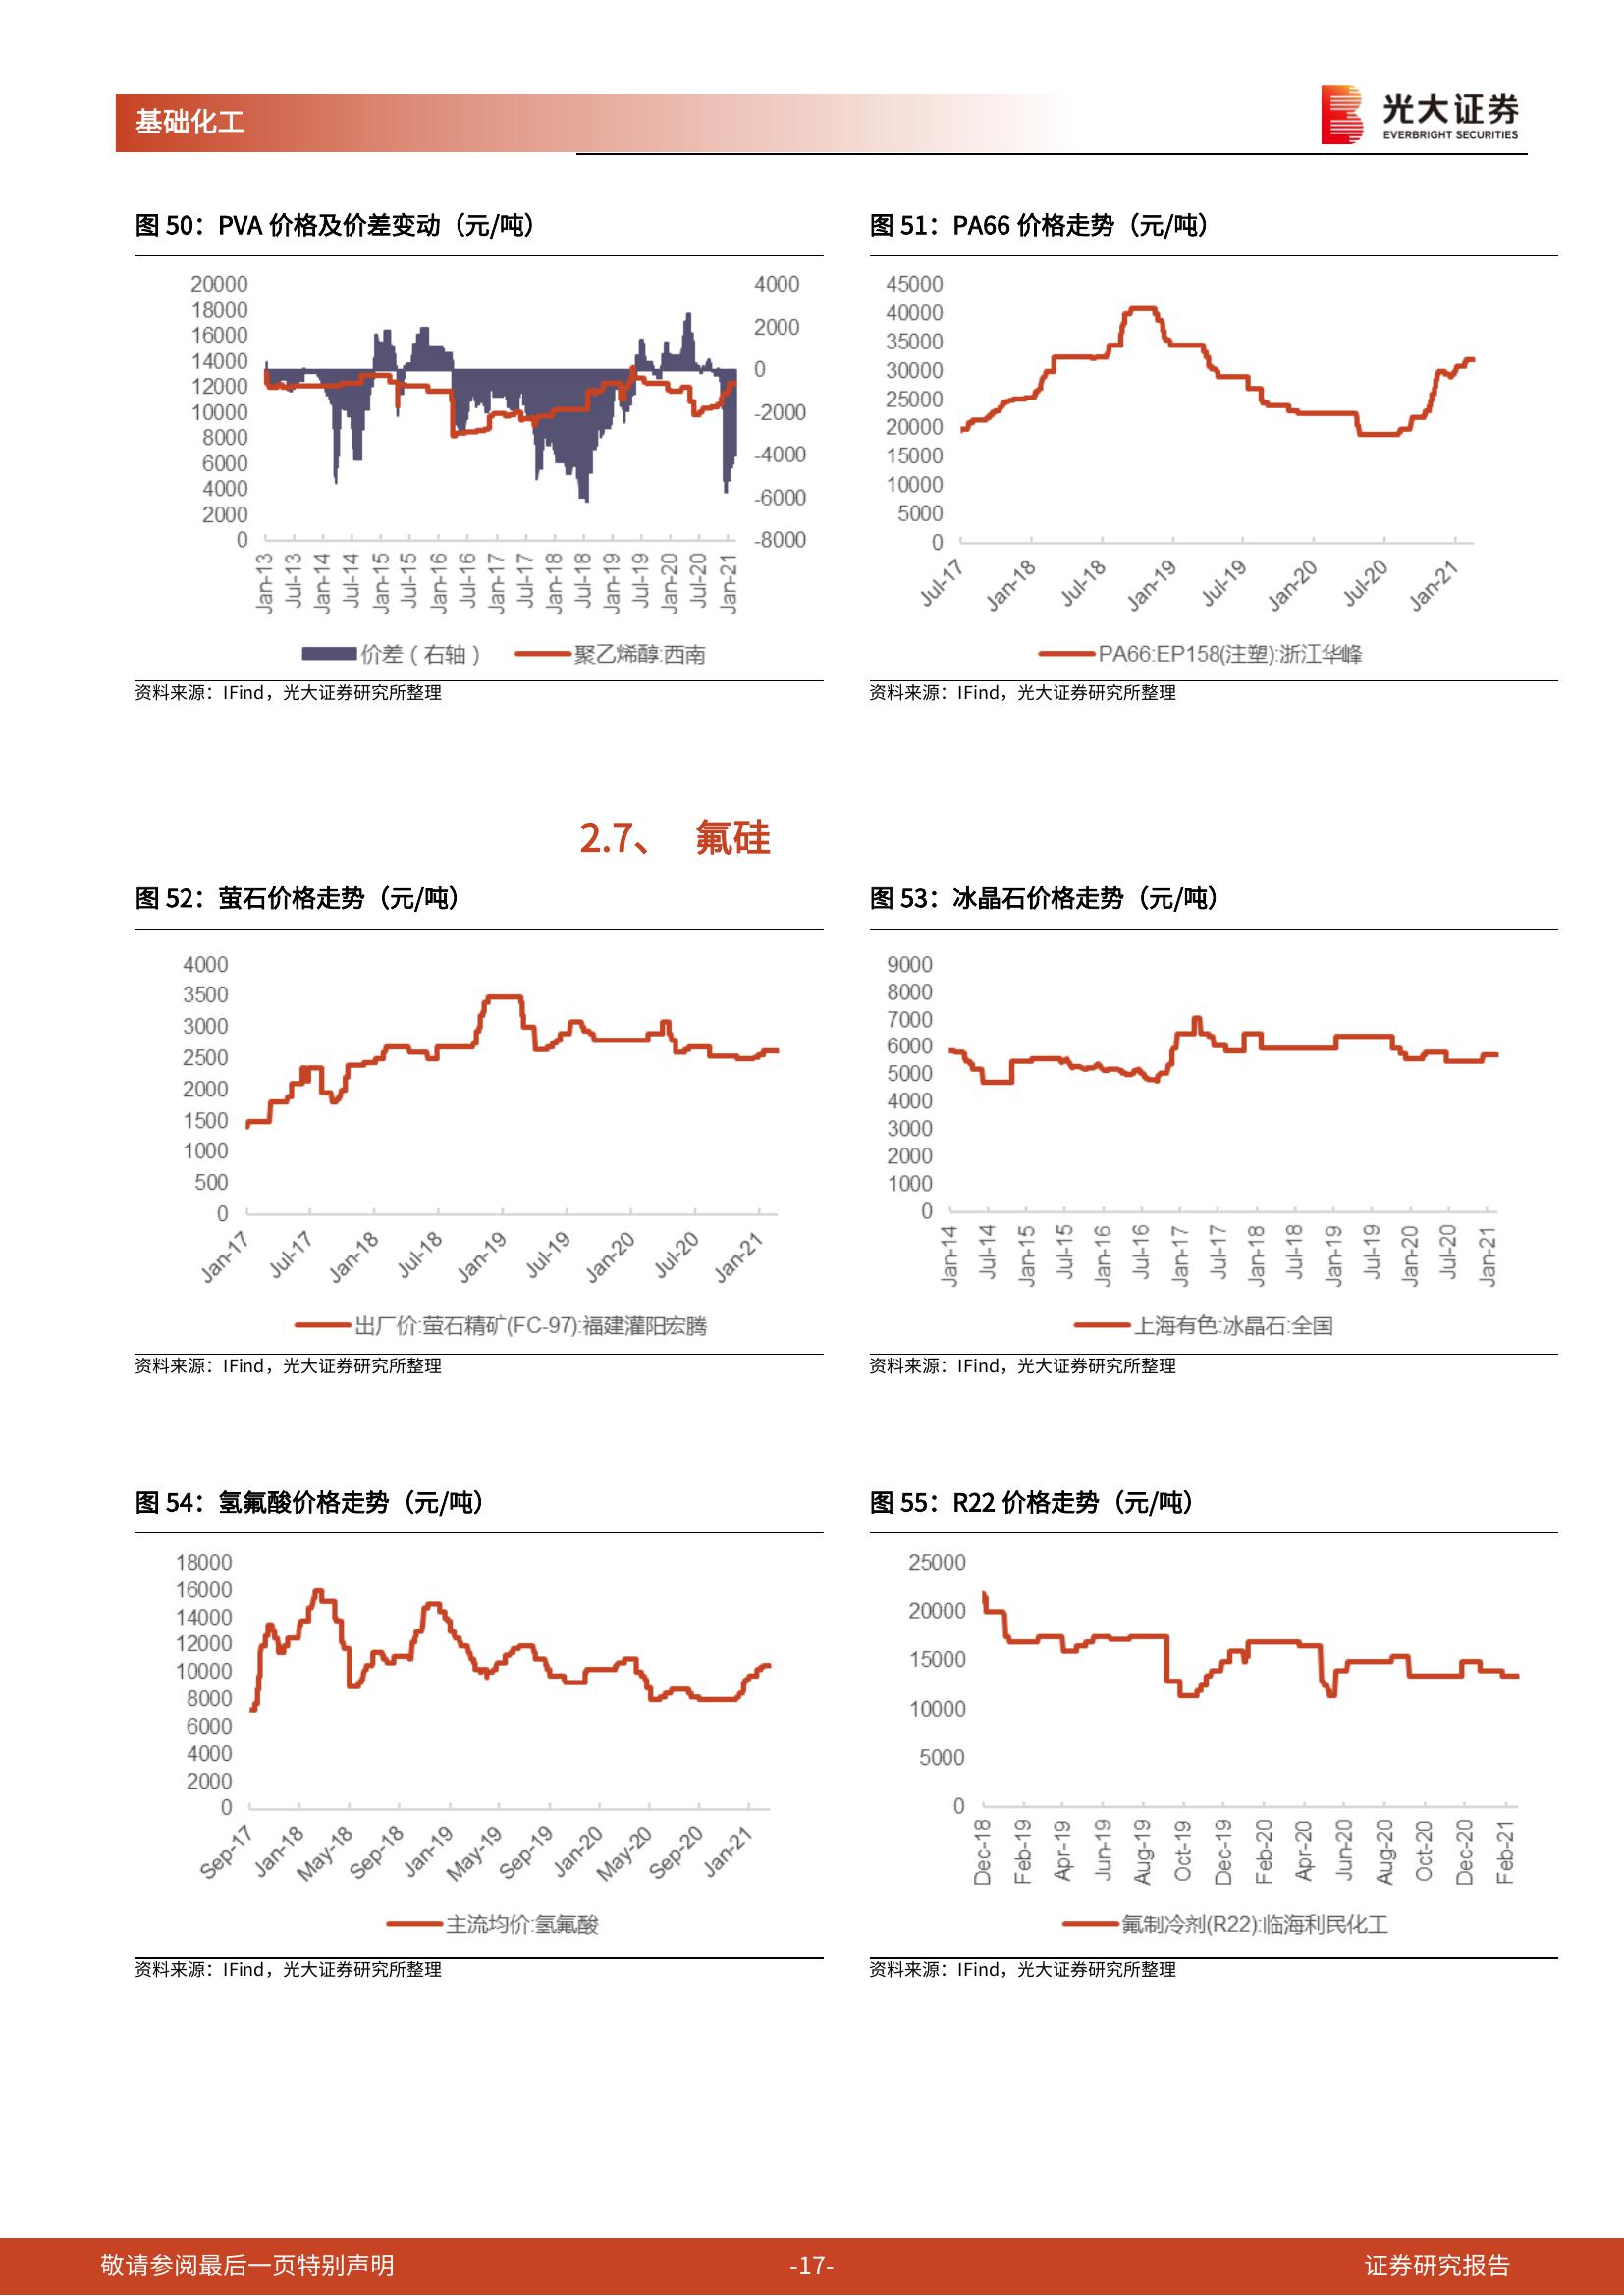 基础化工
光大证券
EVERBRIGHT SECURITIES
图 50：PVA 价格及价差变动（元/吨）
20000
18000
16000
14000
12000
10000
8000
6000
4000
2000
0
4000
2000
0
-2000
-4000
-6000
-8000
Jan-13
Jul-13
Jan-14
Jul-14
Jan-15
Jul-15
Jan-16
Jul-16
Jan-17
Jul-17
Jan-18
Jul-18
Jan-19
Jul-19
Jan-20
Jul-20
Jan-21
价差（右轴） 聚乙烯醇:西南
资料来源：IFind，光大证券研究所整理
图 51：PA66 价格走势（元/吨）
45000
40000
35000
30000
25000
20000
15000
10000
5000
0
Jul-17
Jan-18
Jul-18
Jan-19
Jul-19
Jan-20
Jul-20
Jan-21
PA66:EP158(注塑):浙江华峰
资料来源：IFind，光大证券研究所整理
2.7、 氟硅
图 52：萤石价格走势（元/吨）
4000
3500
3000
2500
2000
1500
1000
500
0
Jan-17
Jul-17
Jan-18
Jul-18
Jan-19
Jul-19
Jan-20
Jul-20
Jan-21
出厂价:萤石精矿(FC-97):福建灌阳宏腾
资料来源：IFind，光大证券研究所整理
图 53：冰晶石价格走势（元/吨）
9000
8000
7000
6000
5000
4000
3000
2000
1000
0
Jan-14
Jul-14
Jan-15
Jul-15
Jan-16
Jul-16
Jan-17
Jul-17
Jan-18
Jul-18
Jan-19
Jul-19
Jan-20
Jul-20
Jan-21
上海有色:冰晶石:全国
资料来源：IFind，光大证券研究所整理
图 54：氢氟酸价格走势（元/吨）
18000
16000
14000
12000
10000
8000
6000
4000
2000
0
Sep-17
Jan-18
May-18
Sep-18
Jan-19
May-19
Sep-19
Jan-20
May-20
Sep-20
Jan-21
主流均价:氢氟酸
资料来源：IFind，光大证券研究所整理
图 55：R22 价格走势（元/吨）
25000
20000
15000
10000
5000
0
Dec-18
Feb-19
Apr-19
Jun-19
Aug-19
Oct-19
Dec-19
Feb-20
Apr-20
Jun-20
Aug-20
Oct-20
Dec-20
Feb-21
氟制冷剂(R22):临海利民化工
资料来源：IFind，光大证券研究所整理
敬请参阅最后一页特别声明
-17-
证券研究报告